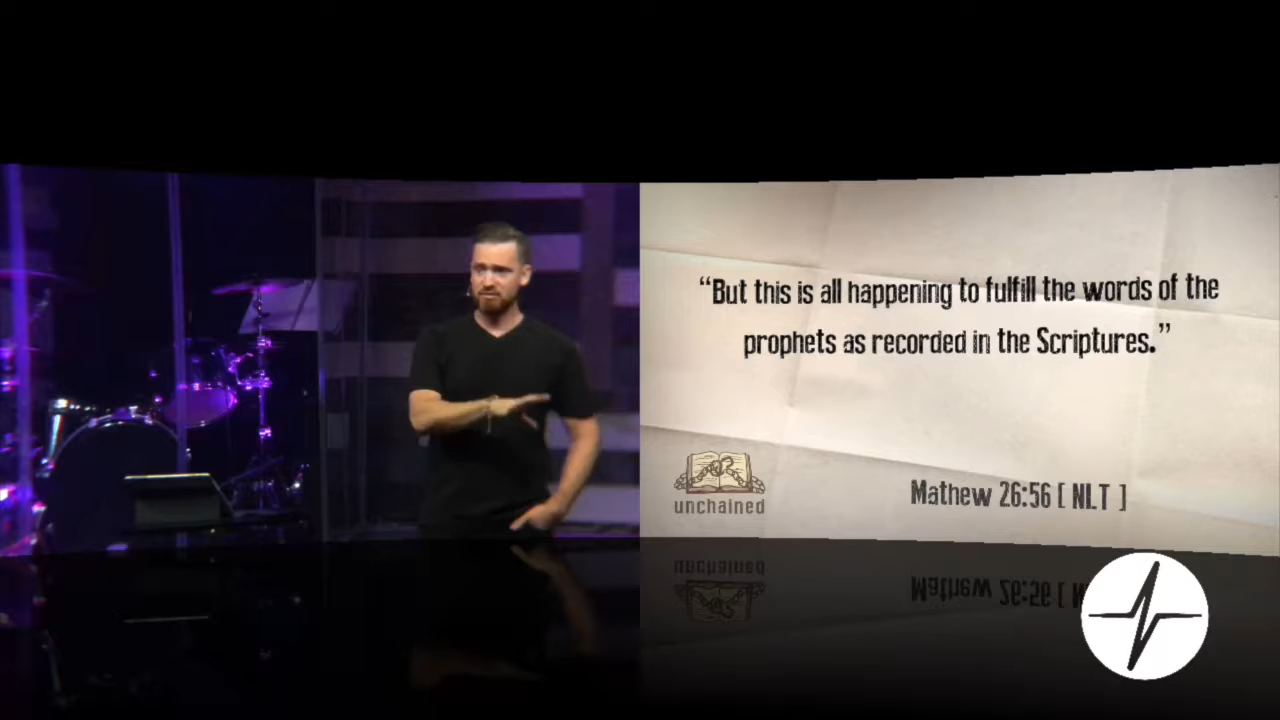 “But this is all happening to fulfill the words of the
prophets as recorded in the Scriptures.”
unchained
Mathew 26:56 [ NLT ]